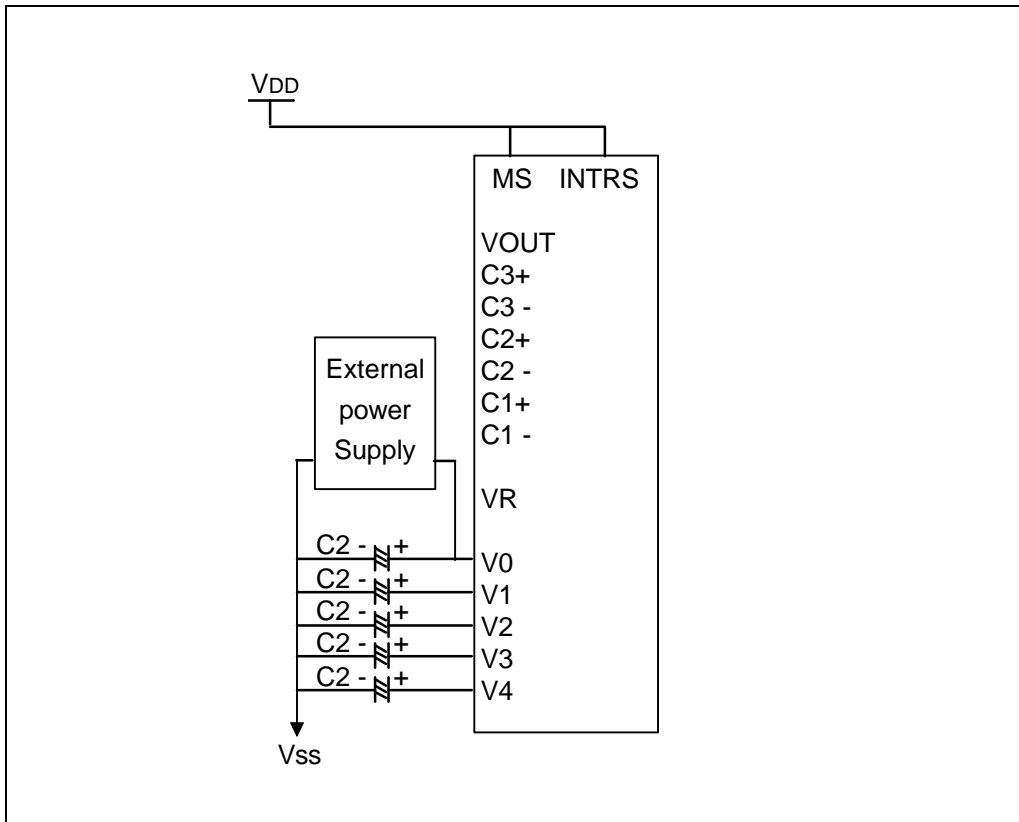 VDD
MS INTRS
VOUT
C3+
C3 -
C2+
C2 -
C1+
C1 -
External
power
Supply
VR
C2 - + V0
C2 - + V1
C2 - + V2
C2 - + V3
C2 - + V4
Vss